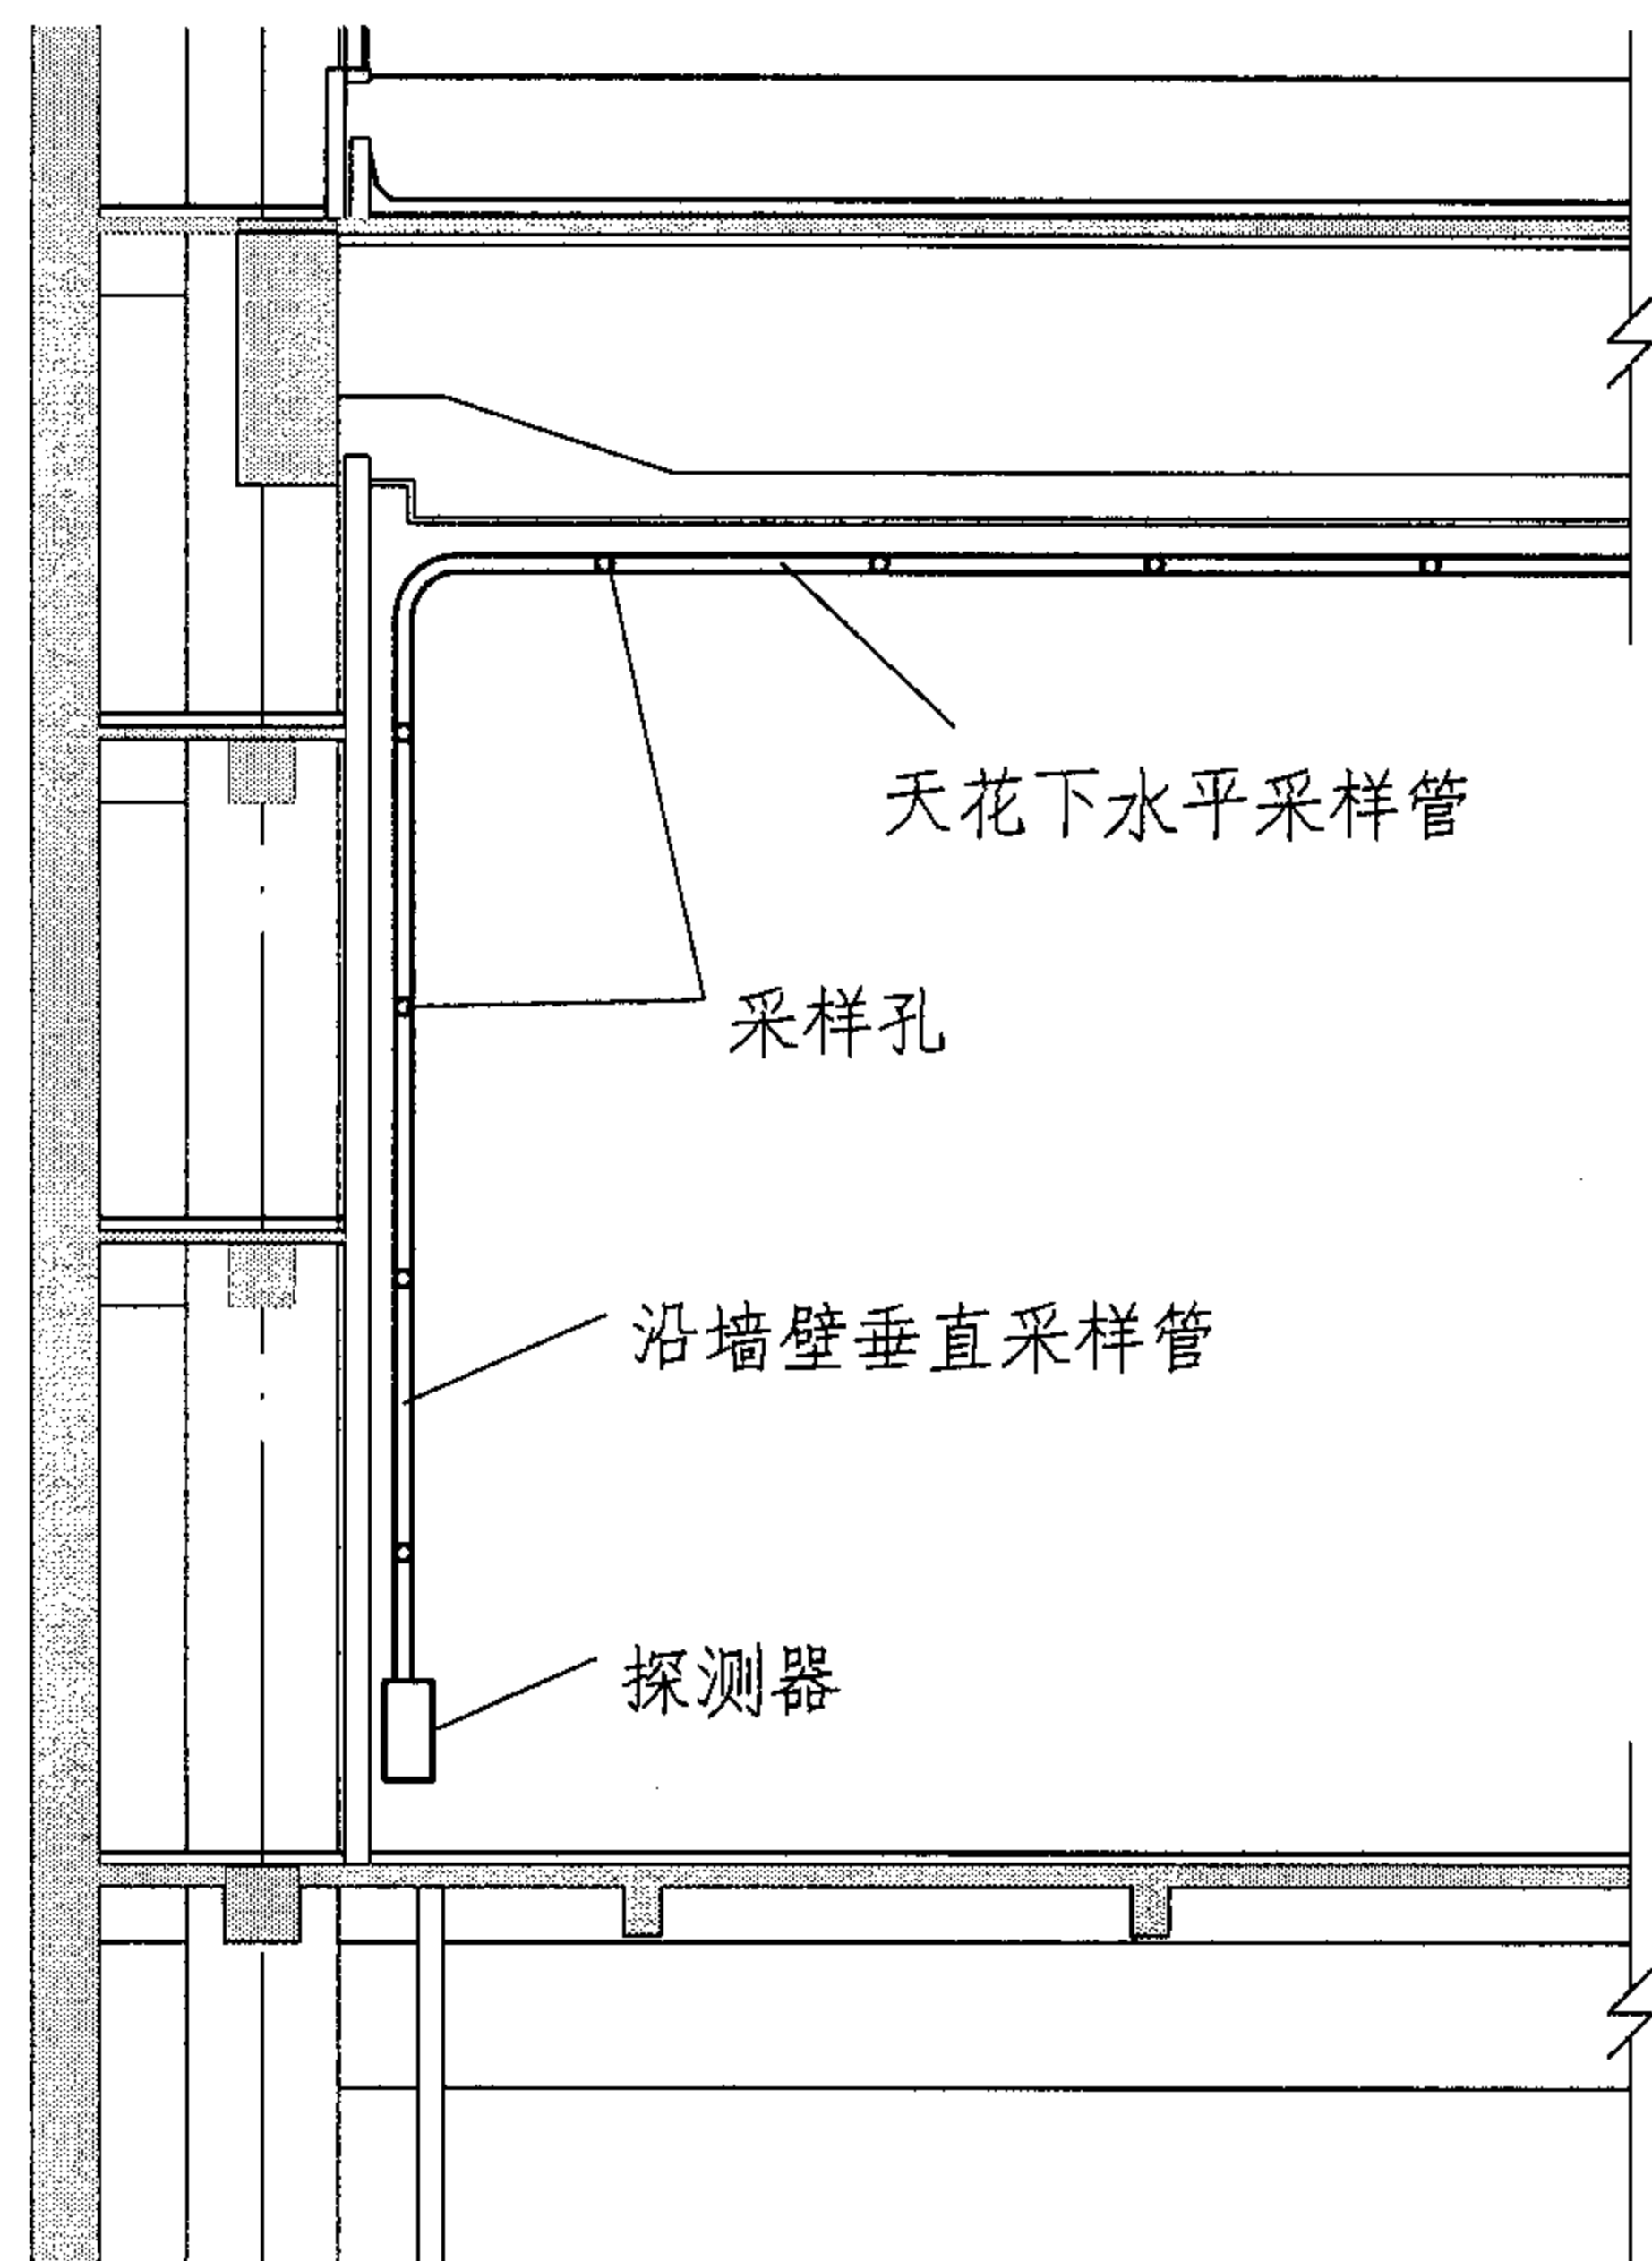 天花下水平采样管
采样孔
沿墙壁垂直采样管
探测器